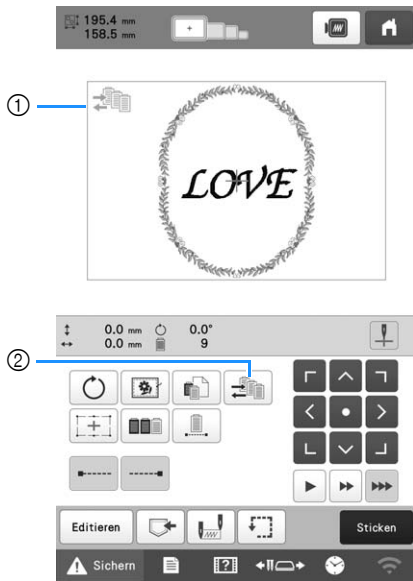 195.4 mm
158.5 mm
①
LOVE
0.0 mm 0.0°
0.0 mm 9
②
Editieren Sticken
Sichern